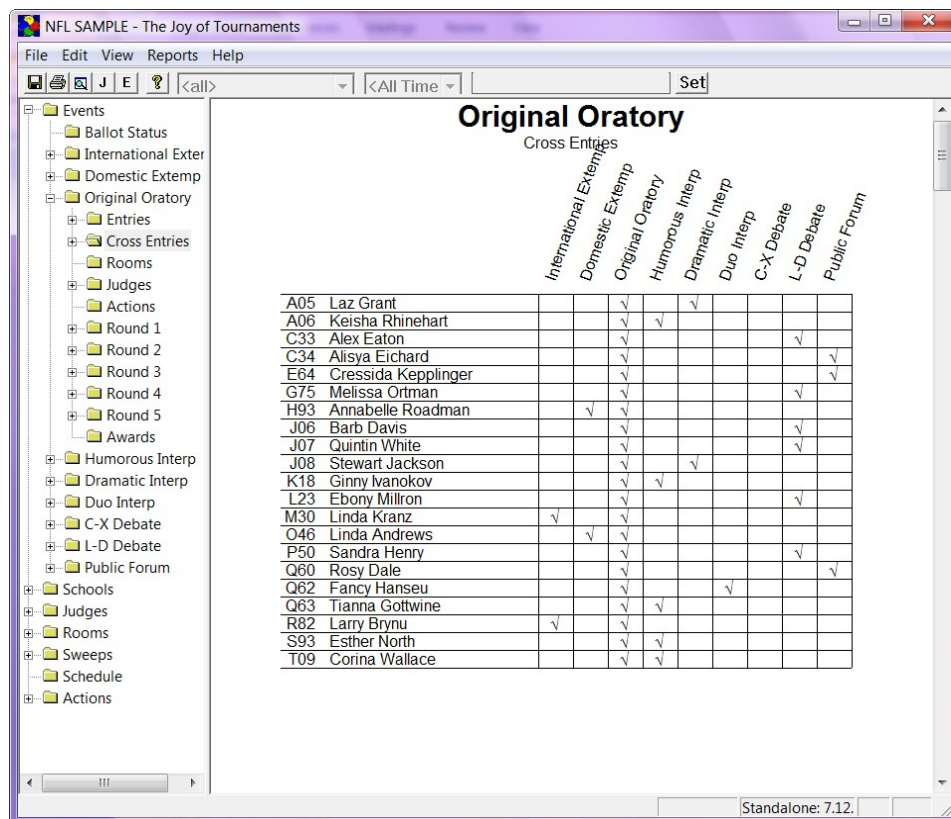 NFL SAMPLE - The Joy of Tournaments
File Edit View Reports Help
J E ? <call> <All Time Set
Events
Ballot Status
International Exter
Domestic Extemp
Original Oratory
Entries
Cross Entries
Rooms
Judges
Actions
Round 1
Round 2
Round 3
Round 4
Round 5
Awards
Humorous Interp
Dramatic Interp
Duo Interp
C-X Debate
L-D Debate
Public Forum
Schools
Judges
Rooms
Sweeps
Schedule
Actions
Original Oratory
Cross Entries
International Extemp
Domestic Extemp
Original Oratory
Humorous Interp
Dramatic Interp
Duo Interp
C-X Debate
L-D Debate
Public Forum
A05 Laz Grant √ √
A06 Keisha Rhinehart √ √
C33 Alex Eaton √ √
C34 Alisya Eichard √ √
E64 Cressida Kepplinger √ √
G75 Melissa Ortman √ √
H93 Annabelle Roadman √ √
J06 Barb Davis √ √
J07 Quintin White √ √
J08 Stewart Jackson √ √
K18 Ginny Ivanokov √ √
L23 Ebony Millron √ √
M30 Linda Kranz √ √
O46 Linda Andrews √ √
P50 Sandra Henry √ √
Q60 Rosy Dale √ √
Q62 Fancy Hanseu √ √
Q63 Tianna Gottwine √ √
R82 Larry Brynu √ √
S93 Esther North √ √
T09 Corina Wallace √ √
Standalone: 7.12.